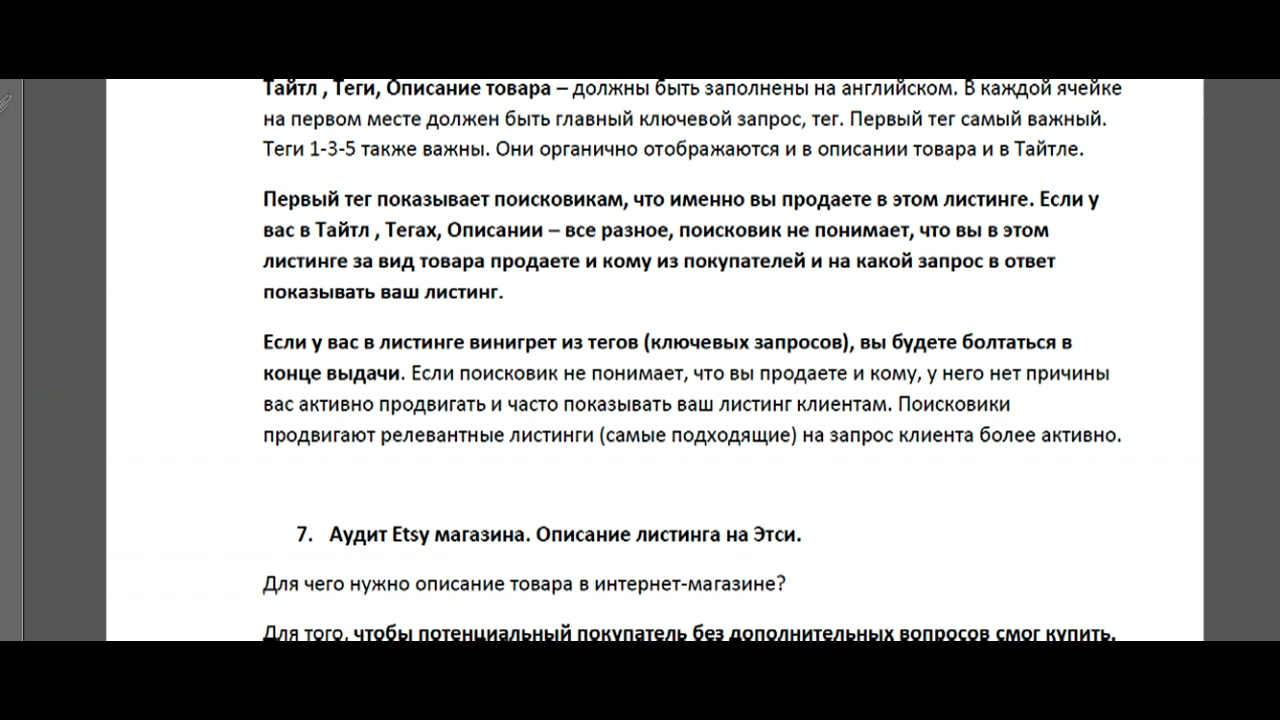 Тайтл , Теги, Описание товара – должны быть заполнены на английском. В каждой ячейке
на первом месте должен быть главный ключевой запрос, тег. Первый тег самый важный.
Теги 1-3-5 также важны. Они органично отображаются и в описании товара и в Тайтле.
Первый тег показывает поисковикам, что именно вы продаете в этом листинге. Если у
вас в Тайтл , Тегах, Описании – все разное, поисковик не понимает, что вы в этом
листинге за вид товара продаете и кому из покупателей и на какой запрос в ответ
показывать ваш листинг.
Если у вас в листинге винигрет из тегов (ключевых запросов), вы будете болтаться в
конце выдачи. Если поисковик не понимает, что вы продаете и кому, у него нет причины
вас активно продвигать и часто показывать ваш листинг клиентам. Поисковики
продвигают релевантные листинги (самые подходящие) на запрос клиента более активно.
7. Аудит Etsy магазина. Описание листинга на Этси.
Для чего нужно описание товара в интернет-магазине?
Для того, чтобы потенциальный покупатель без дополнительных вопросов смог купить.